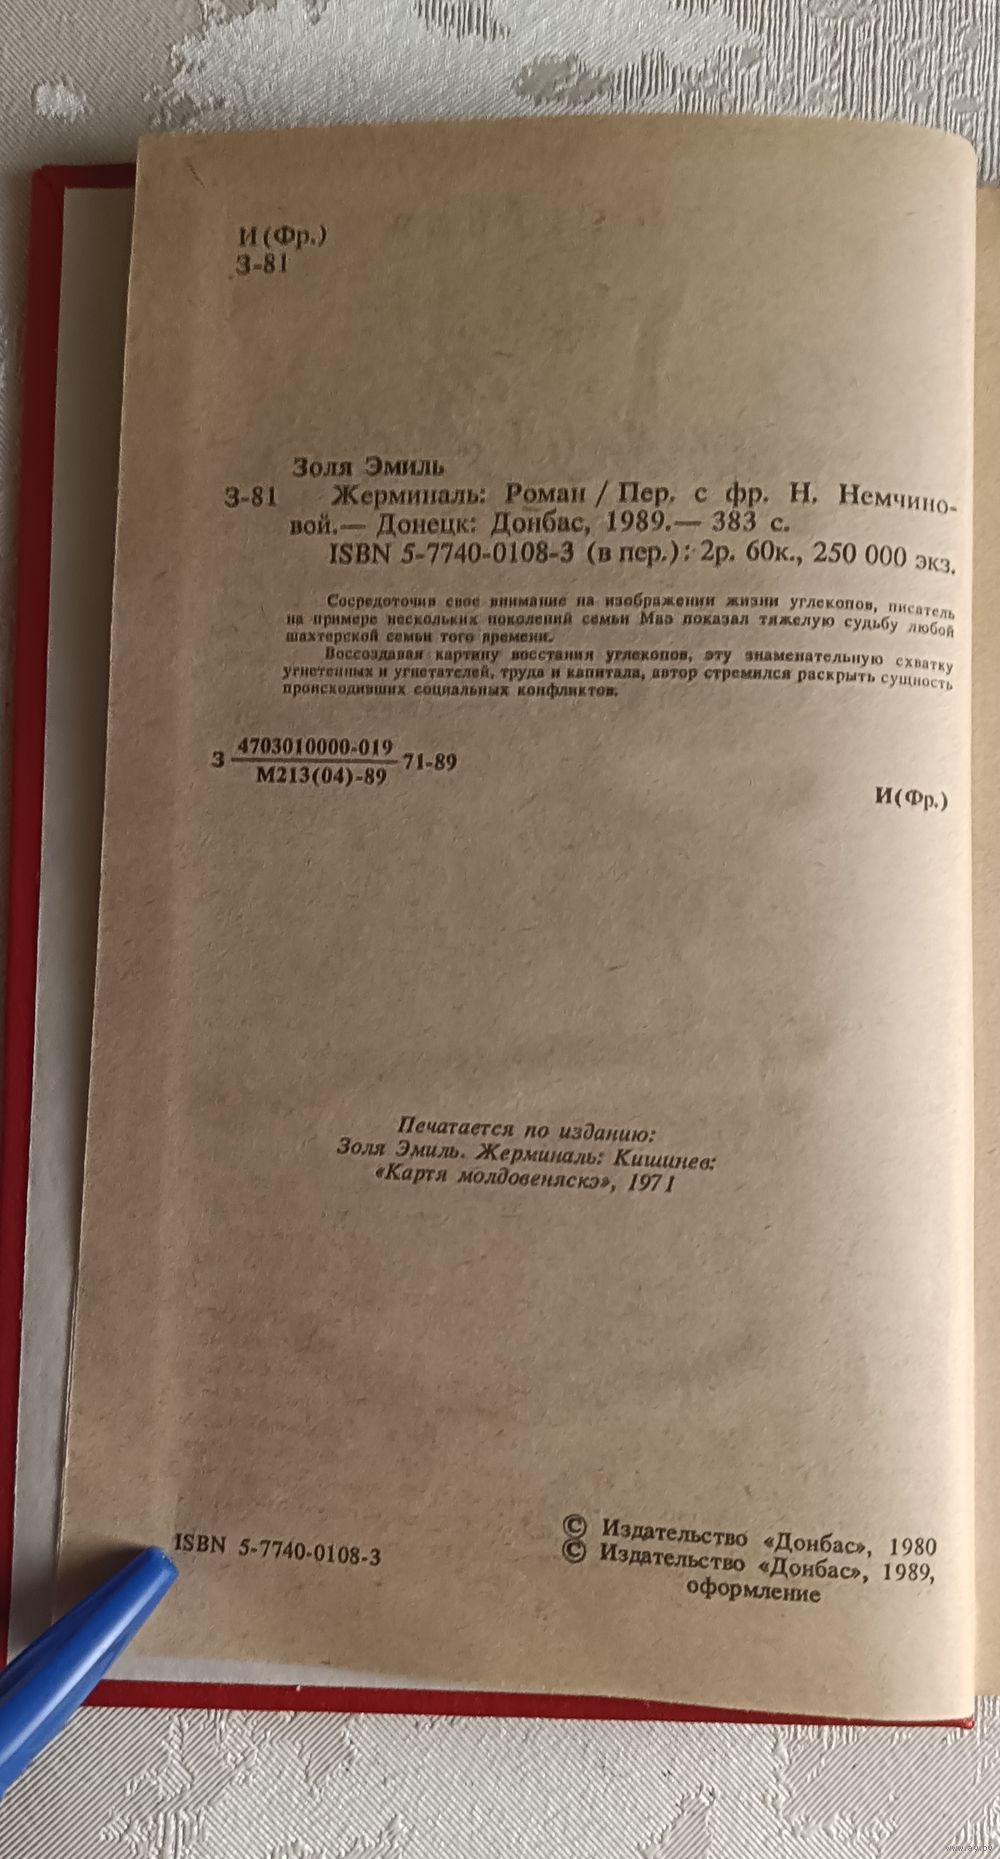 И(Фр.)
З-81
Золя Эмиль
З-81 Жерминаль: Роман / Пер. с фр. Н. Немчино-
вой.— Донецк: Донбас, 1989.— 383 с.
ISBN 5-7740-0108-3 (в пер.): 2р. 60к., 250 000 экз.
Сосредоточив свое внимание на изображении жизни углекопов, писатель
на примере нескольких поколений семьи Маэ показал тяжелую судьбу любой
шахтерской семьи того времени.
Воссоздавая картину восстания углекопов, эту знаменательную схватку
угнетенных и угнетателей, труда и капитала, автор стремился раскрыть сущность
происходивших социальных конфликтов.
4703010000-019
З 71-89
М213(04)-89
И(Фр.)
Печатается по изданию:
Золя Эмиль. Жерминаль: Кишинев:
«Картя молдовеняскэ», 1971
ISBN 5-7740-0108-3
© Издательство «Донбас», 1980
© Издательство «Донбас», 1989,
оформление
www.av.by